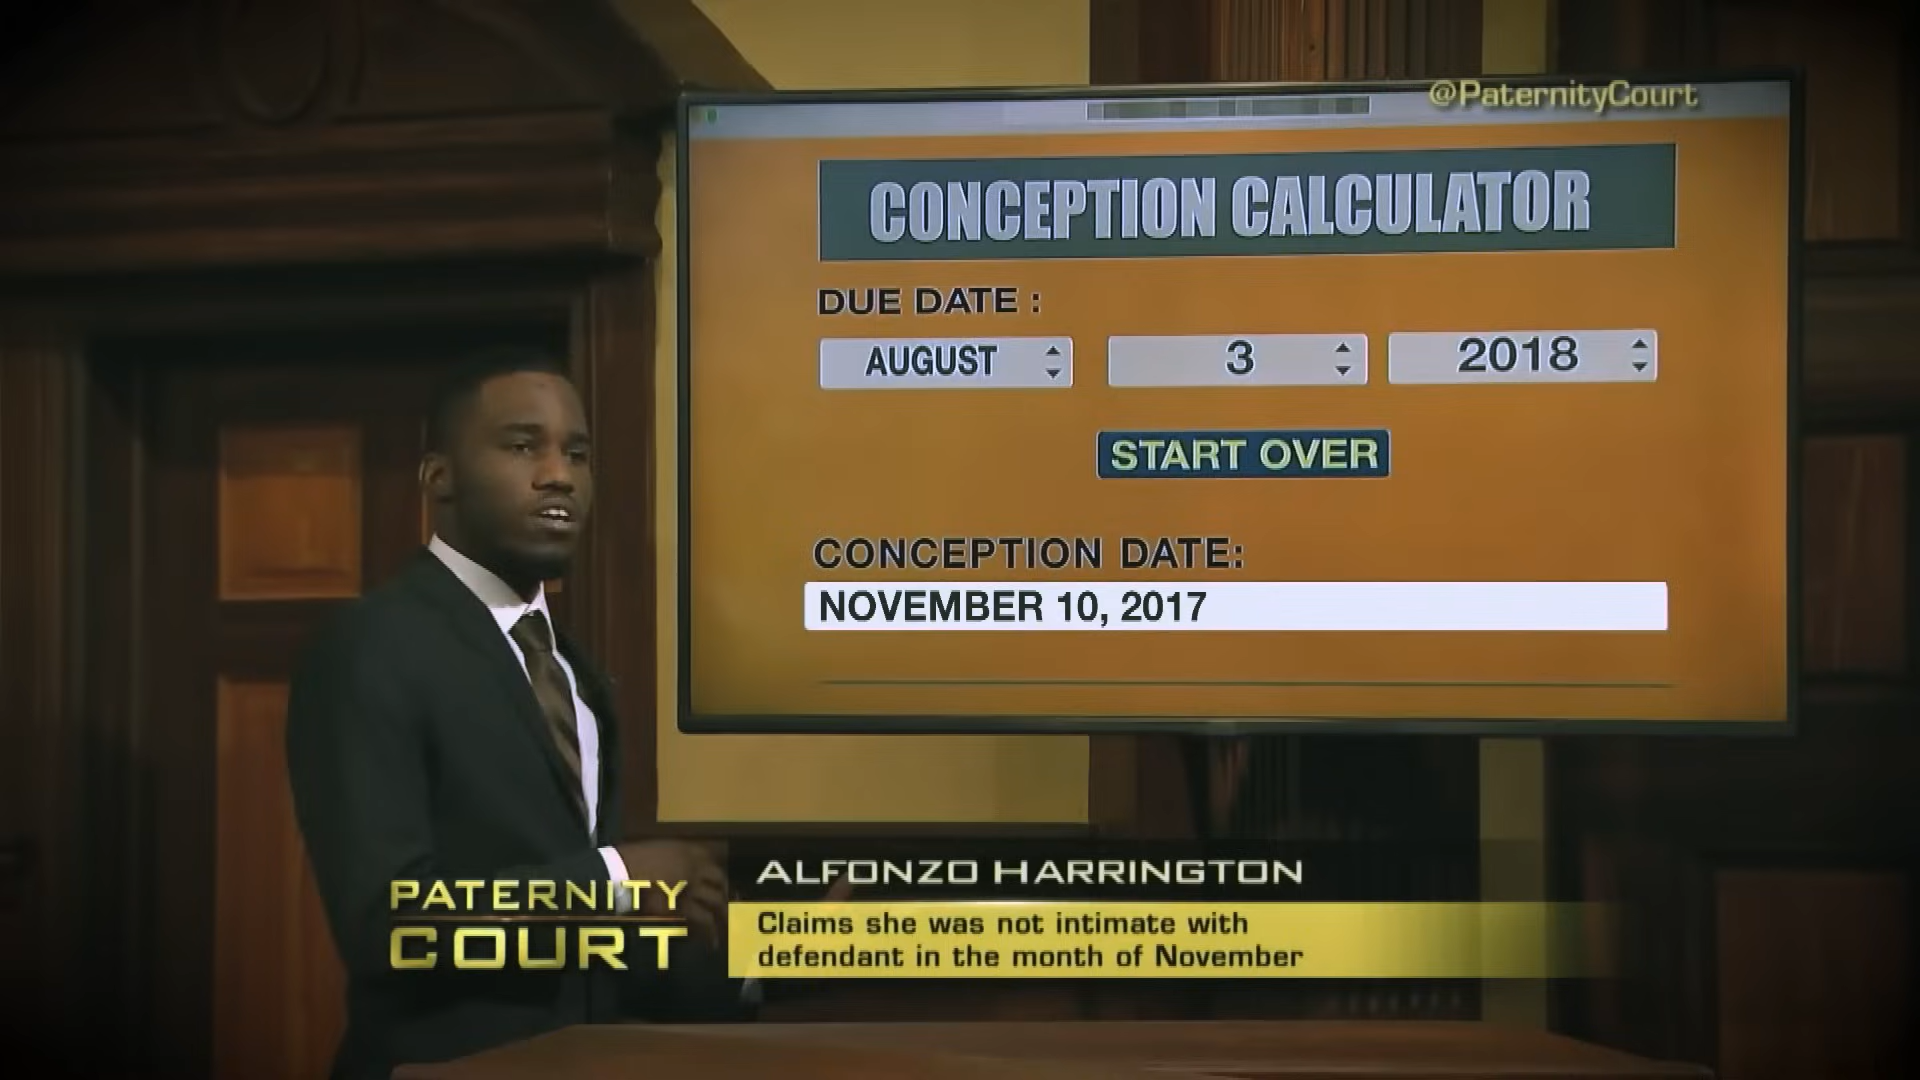 @PaternityCourt
CONCEPTION CALCULATOR
DUE DATE :
AUGUST 3 2018
START OVER
CONCEPTION DATE:
NOVEMBER 10, 2017
PATERNITY
COURT
ALFONZO HARRINGTON
Claims she was not intimate with
defendant in the month of November